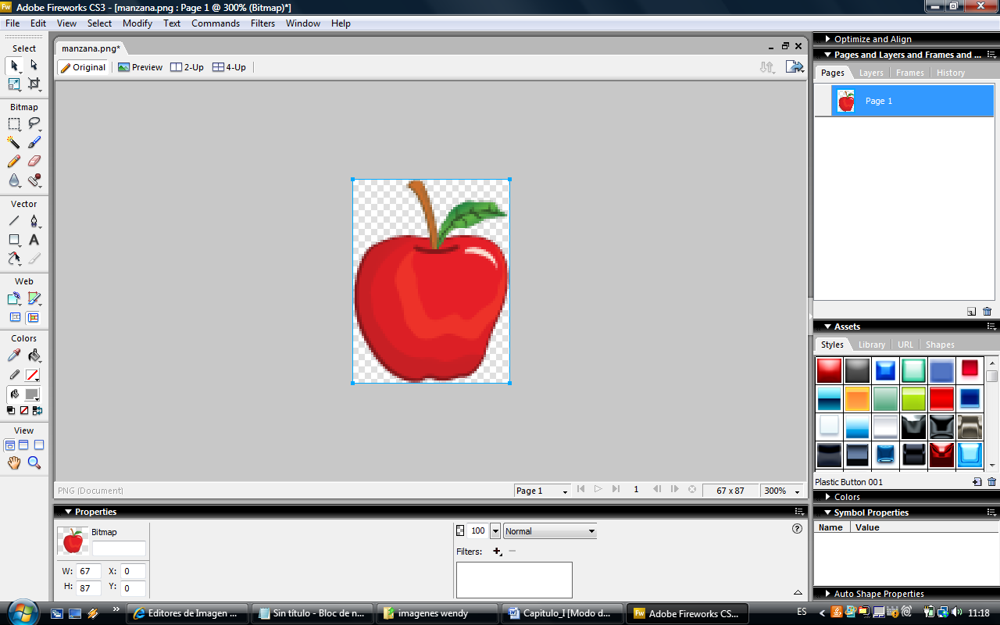 Fw Adobe Fireworks CS3 - [manzana.png : Page 1 @ 300% (Bitmap)*]
File Edit View Select Modify Text Commands Filters Window Help
Select
Bitmap
Vector
A
Web
Colors
View
manzana.png*
Original Preview 2-Up 4-Up
PNG (Document)
Page 1 1 67 x 87 300%
Properties
Bitmap
W: 67 X: 0
H: 87 Y: 0
100 Normal
Filters:
?
Optimize and Align
Pages and Layers and Frames and ...
Pages Layers Frames History
Page 1
Assets
Styles Library URL Shapes
Plastic Button 001
Colors
Symbol Properties
Name Value
Auto Shape Properties
» Editores de Imagen ... Sin título - Bloc de n... imagenes wendy Capitulo_I [Modo d... Fw Adobe Fireworks CS... ES < 11:18